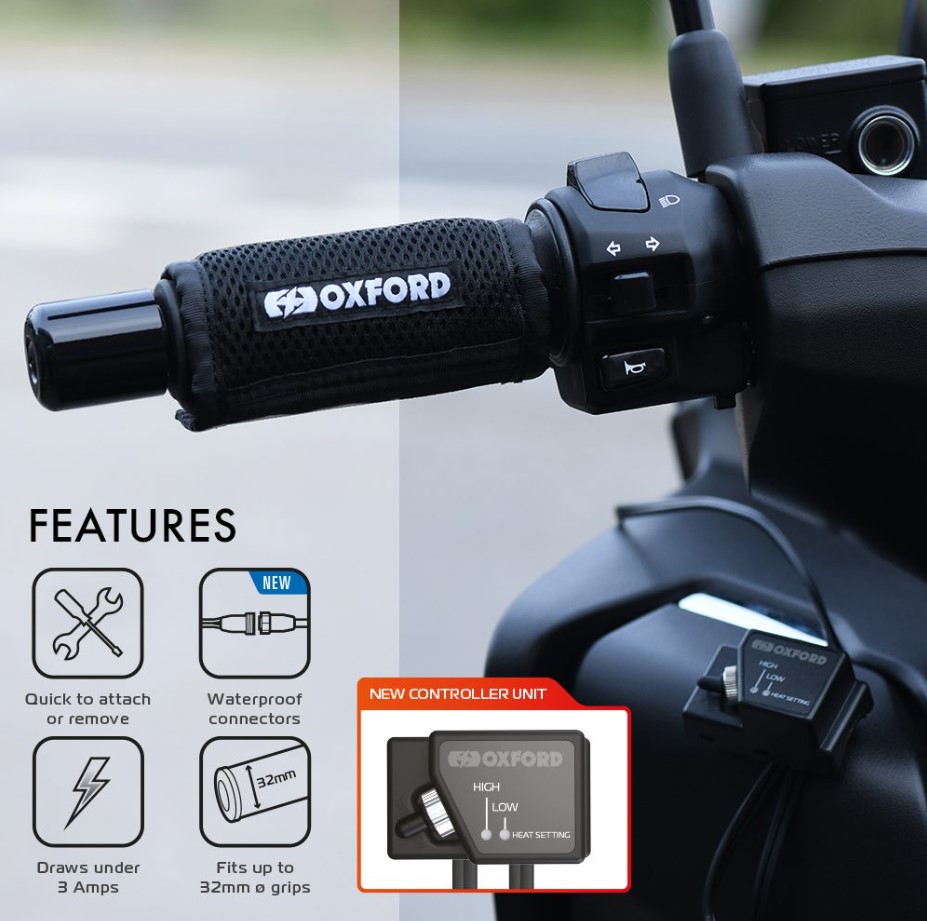 OXFORD
FEATURES
NEW
Quick to attach
or remove
Waterproof
connectors
32mm
Draws under
3 Amps
Fits up to
32mm ø grips
NEW CONTROLLER UNIT
OXFORD
HIGH
LOW
HEAT SETTING
OXFORD
HIGH
LOW
HEAT SETTING